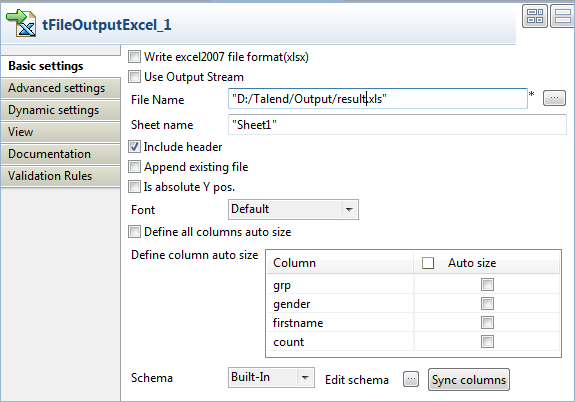 tFileOutputExcel_1
Basic settings
Advanced settings
Dynamic settings
View
Documentation
Validation Rules
Write excel2007 file format(xlsx)
Use Output Stream
File Name "D:/Talend/Output/result.xls" * ...
Sheet name "Sheet1"
Include header
Append existing file
Is absolute Y pos.
Font Default
Define all columns auto size
Define column auto size
Column Auto size
grp
gender
firstname
count
Schema Built-In Edit schema ... Sync columns